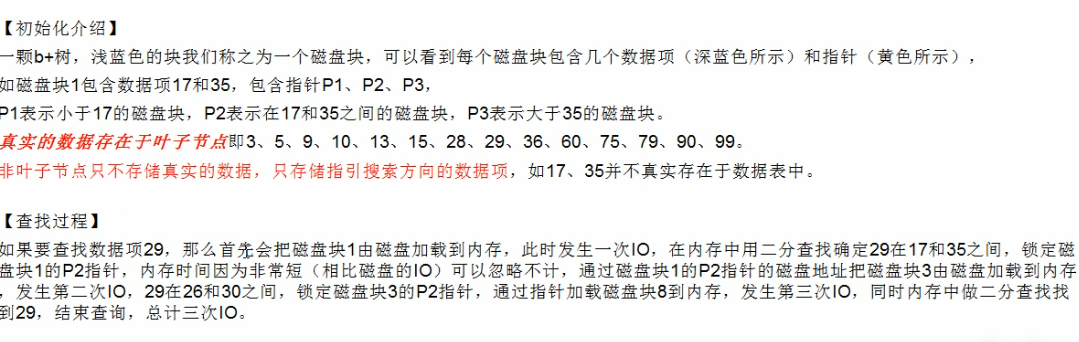 【初始化介绍】
一颗b+树，浅蓝色的块我们称之为一个磁盘块，可以看到每个磁盘块包含几个数据项（深蓝色所示）和指针（黄色所示），
如磁盘块1包含数据项17和35，包含指针P1、P2、P3，
P1表示小于17的磁盘块，P2表示在17和35之间的磁盘块，P3表示大于35的磁盘块。
真实的数据存在于叶子节点即3、5、9、10、13、15、28、29、36、60、75、79、90、99。
非叶子节点只不存储真实的数据，只存储指引搜索方向的数据项，如17、35并不真实存在于数据表中。
【查找过程】
如果要查找数据项29，那么首先会把磁盘块1由磁盘加载到内存，此时发生一次IO，在内存中用二分查找确定29在17和35之间，锁定磁
盘块1的P2指针，内存时间因为非常短（相比磁盘的IO）可以忽略不计，通过磁盘块1的P2指针的磁盘地址把磁盘块3由磁盘加载到内存
，发生第二次IO，29在26和30之间，锁定磁盘块3的P2指针，通过指针加载磁盘块8到内存，发生第三次IO，同时内存中做二分查找找
到29，结束查询，总计三次IO。